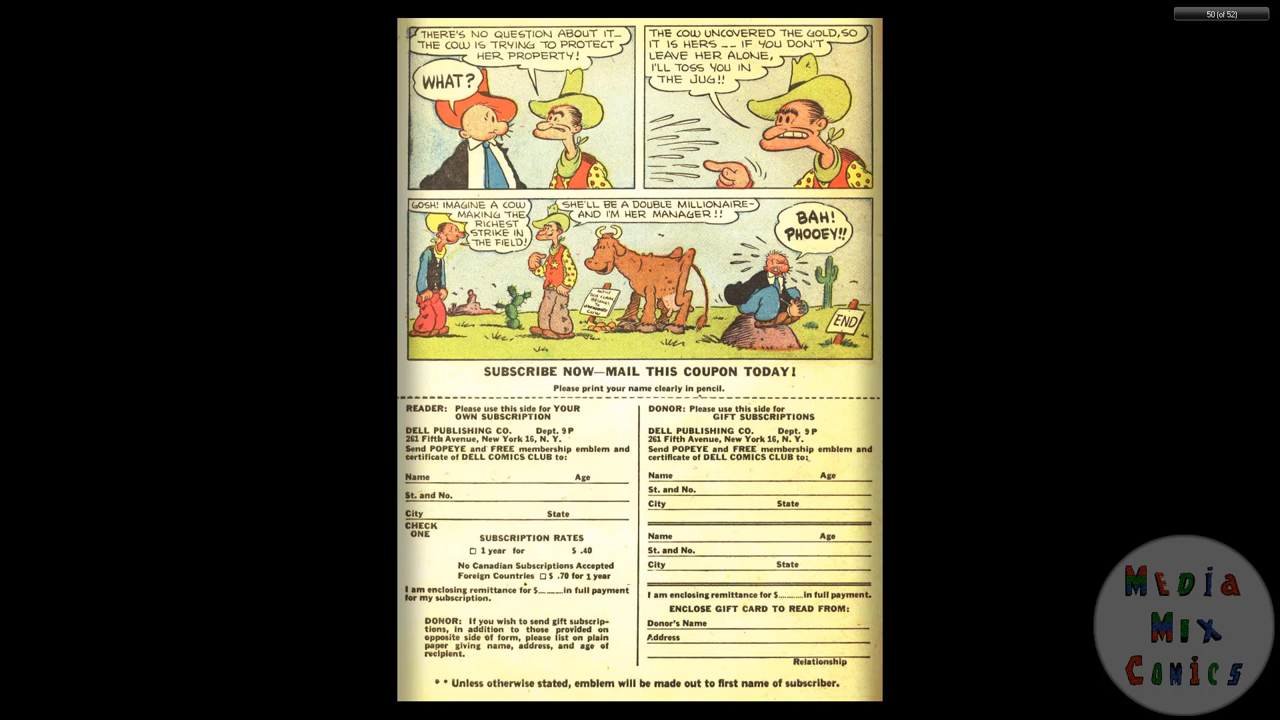 50 (of 52)
THERE'S NO QUESTION ABOUT IT—
THE COW IS TRYING TO PROTECT
HER PROPERTY!
WHAT?
THE COW UNCOVERED THE GOLD, SO
IT IS HERS -- IF YOU DON'T
LEAVE HER ALONE,
I'LL TOSS YOU IN
THE JUG!!
GOSH! IMAGINE A COW
MAKING THE
RICHEST
STRIKE IN
THE FIELD!
SHE'LL BE A DOUBLE MILLIONAIRE-
AND I'M HER MANAGER!!
BAH!
PHOOEY!!
END
SUBSCRIBE NOW—MAIL THIS COUPON TODAY!
Please print your name clearly in pencil.
READER: Please use this side for YOUR
OWN SUBSCRIPTION
DELL PUBLISHING CO. Dept. 9P
261 Fifth Avenue, New York 16, N. Y.
Send POPEYE and FREE membership emblem and
certificate of DELL COMICS CLUB to:
Name Age
St. and No.
City State
CHECK
ONE
SUBSCRIPTION RATES
1 year for $ .40
No Canadian Subscriptions Accepted
Foreign Countries $ .70 for 1 year
I am enclosing remittance for $..........in full payment
for my subscription.
DONOR: If you wish to send gift subscrip-
tions, in addition to those provided on
opposite side of form, please list on plain
paper giving name, address, and age of
recipient.
DONOR: Please use this side for
GIFT SUBSCRIPTIONS
DELL PUBLISHING CO. Dept. 9P
261 Fifth Avenue, New York 16, N. Y.
Send POPEYE and FREE membership emblem and
certificate of DELL COMICS CLUB to:
Name Age
St. and No.
City State
Name Age
St. and No.
City State
I am enclosing remittance for $..........in full payment.
ENCLOSE GIFT CARD TO READ FROM:
Donor's Name
Address
Relationship
* * Unless otherwise stated, emblem will be made out to first name of subscriber.
MEDIA
MIX
COMICS